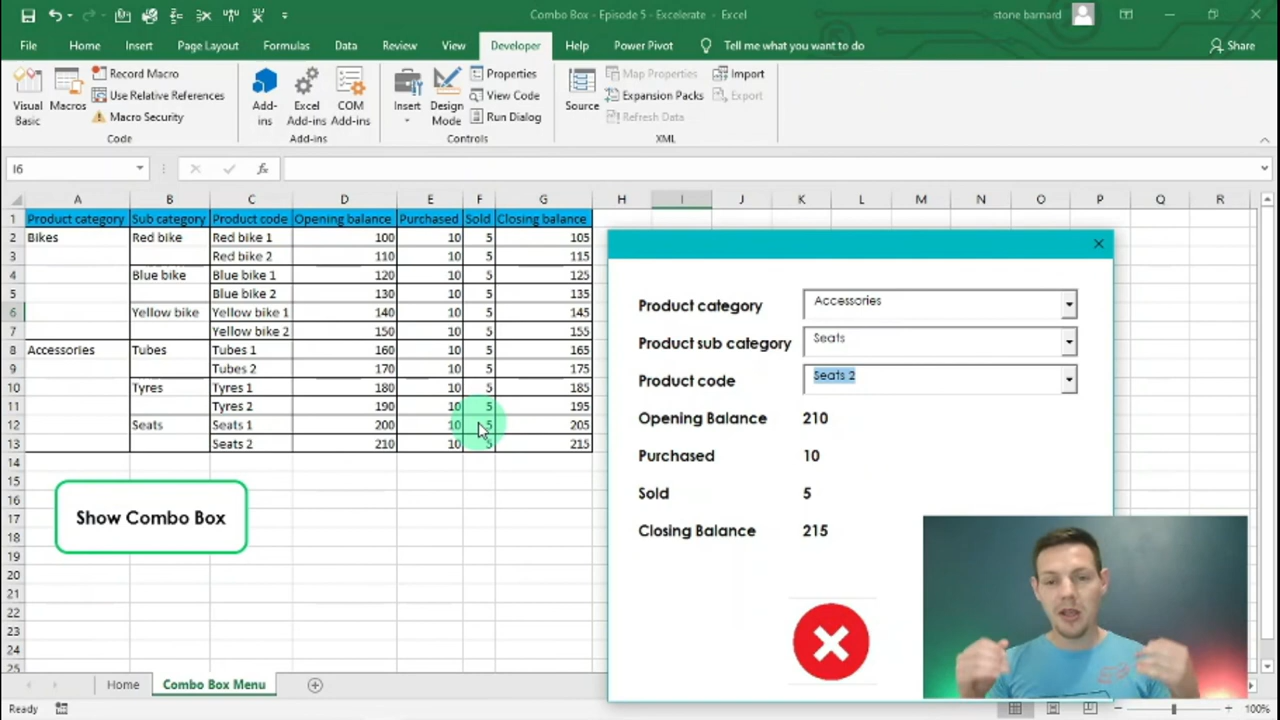 Combo Box - Episode 5 - Excelerate - Excel
stone barnard
File Home Insert Page Layout Formulas Data Review View Developer Help Power Pivot Tell me what you want to do Share
Visual Basic
Macros
Record Macro
Use Relative References
Macro Security
Code
Add-ins
Excel Add-ins
COM Add-ins
Add-ins
Insert
Design Mode
Properties
View Code
Run Dialog
Controls
Source
Map Properties
Expansion Packs
Refresh Data
Import
Export
XML
I6
fx
A B C D E F G H I J K L M N O P Q R
1 Product category Sub category Product code Opening balance Purchased Sold Closing balance
2 Bikes Red bike Red bike 1 100 10 5 105
3 Red bike 2 110 10 5 115
4 Blue bike Blue bike 1 120 10 5 125
5 Blue bike 2 130 10 5 135
6 Yellow bike Yellow bike 1 140 10 5 145
7 Yellow bike 2 150 10 5 155
8 Accessories Tubes Tubes 1 160 10 5 165
9 Tubes 2 170 10 5 175
10 Tyres Tyres 1 180 10 5 185
11 Tyres 2 190 10 5 195
12 Seats Seats 1 200 10 5 205
13 Seats 2 210 10 5 215
14
15
16
17
18
19
20
21
22
23
24
25
Show Combo Box
Product category Accessories
Product sub category Seats
Product code Seats 2
Opening Balance 210
Purchased 10
Sold 5
Closing Balance 215
Home Combo Box Menu
Ready
100%